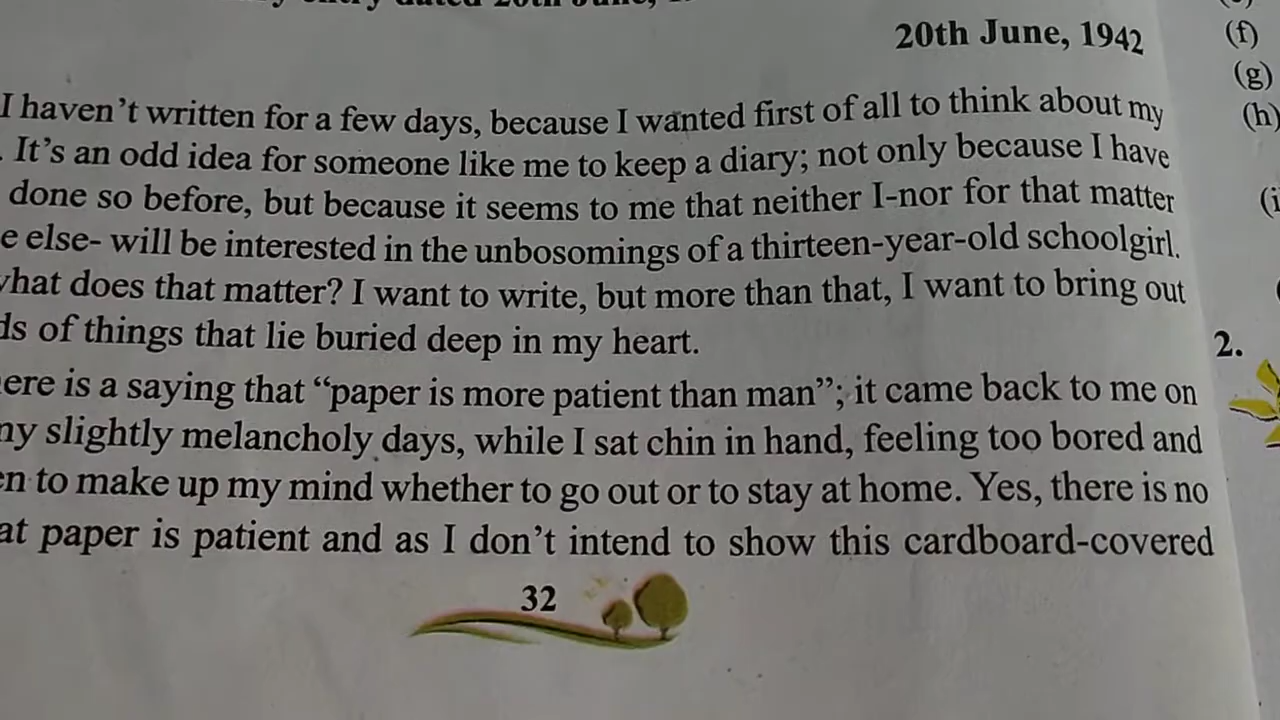 entry dated 20th June,
20th June, 1942
I haven't written for a few days, because I wanted first of all to think about my
It's an odd idea for someone like me to keep a diary; not only because I have
done so before, but because it seems to me that neither I-nor for that matter
e else- will be interested in the unbosomings of a thirteen-year-old schoolgirl.
what does that matter? I want to write, but more than that, I want to bring out
ds of things that lie buried deep in my heart.
ere is a saying that “paper is more patient than man”; it came back to me on
my slightly melancholy days, while I sat chin in hand, feeling too bored and
en to make up my mind whether to go out or to stay at home. Yes, there is no
at paper is patient and as I don't intend to show this cardboard-covered
32
(f)
(g)
(h)
(i
2.